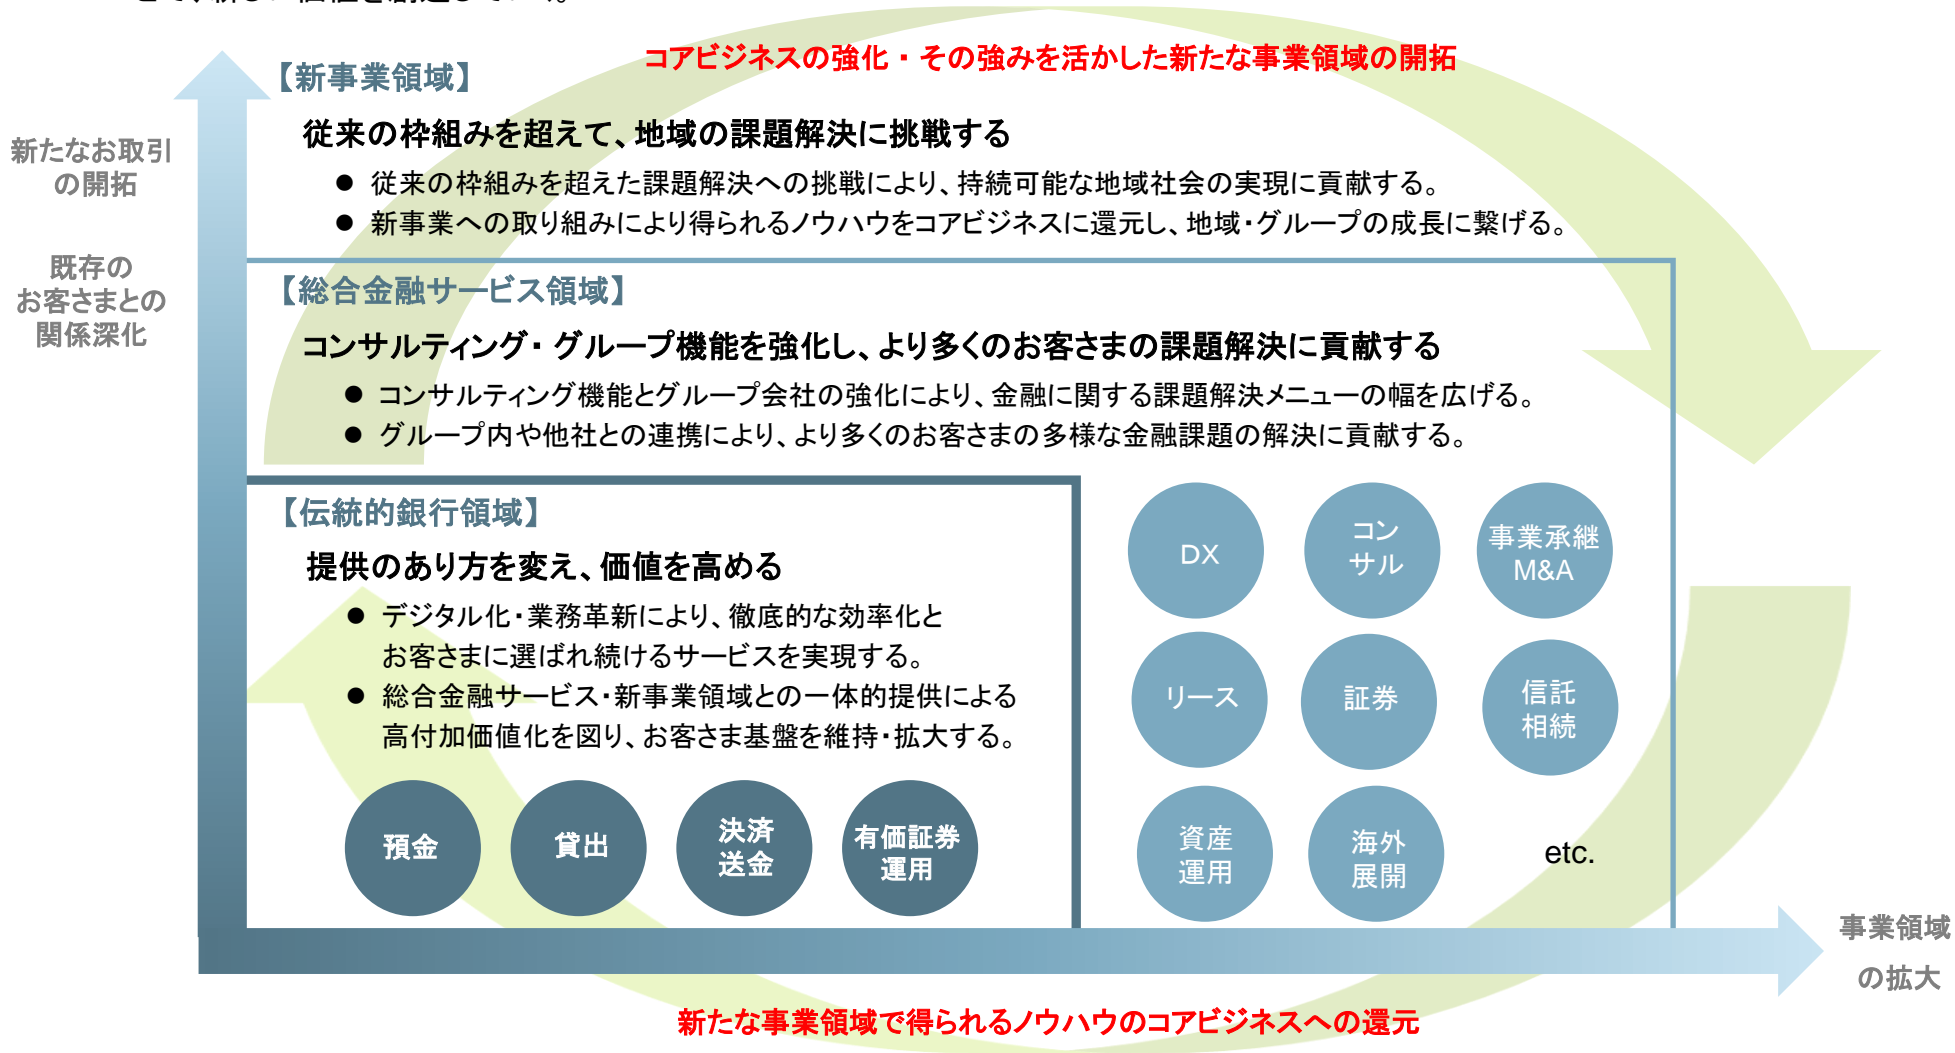 コアビジネスの強化・その強みを活かした新たな事業領域の開拓
【新事業領域】
従来の枠組みを超えて、地域の課題解決に挑戦する
● 従来の枠組みを超えた課題解決への挑戦により、持続可能な地域社会の実現に貢献する。
● 新事業への取り組みにより得られるノウハウをコアビジネスに還元し、地域・グループの成長に繋げる。
新たなお取引
の開拓
既存の
お客さまとの
関係深化
【総合金融サービス領域】
コンサルティング・グループ機能を強化し、より多くのお客さまの課題解決に貢献する
● コンサルティング機能とグループ会社の強化により、金融に関する課題解決メニューの幅を広げる。
● グループ内や他社との連携により、より多くのお客さまの多様な金融課題の解決に貢献する。
【伝統的銀行領域】
提供のあり方を変え、価値を高める
● デジタル化・業務革新により、徹底的な効率化と
お客さまに選ばれ続けるサービスを実現する。
● 総合金融サービス・新事業領域との一体的提供による
高付加価値化を図り、お客さま基盤を維持・拡大する。
預金
貸出
決済
送金
有価証券
運用
DX
コン
サル
事業承継
M&A
リース
証券
信託
相続
資産
運用
海外
展開
etc.
事業領域
の拡大
新たな事業領域で得られるノウハウのコアビジネスへの還元